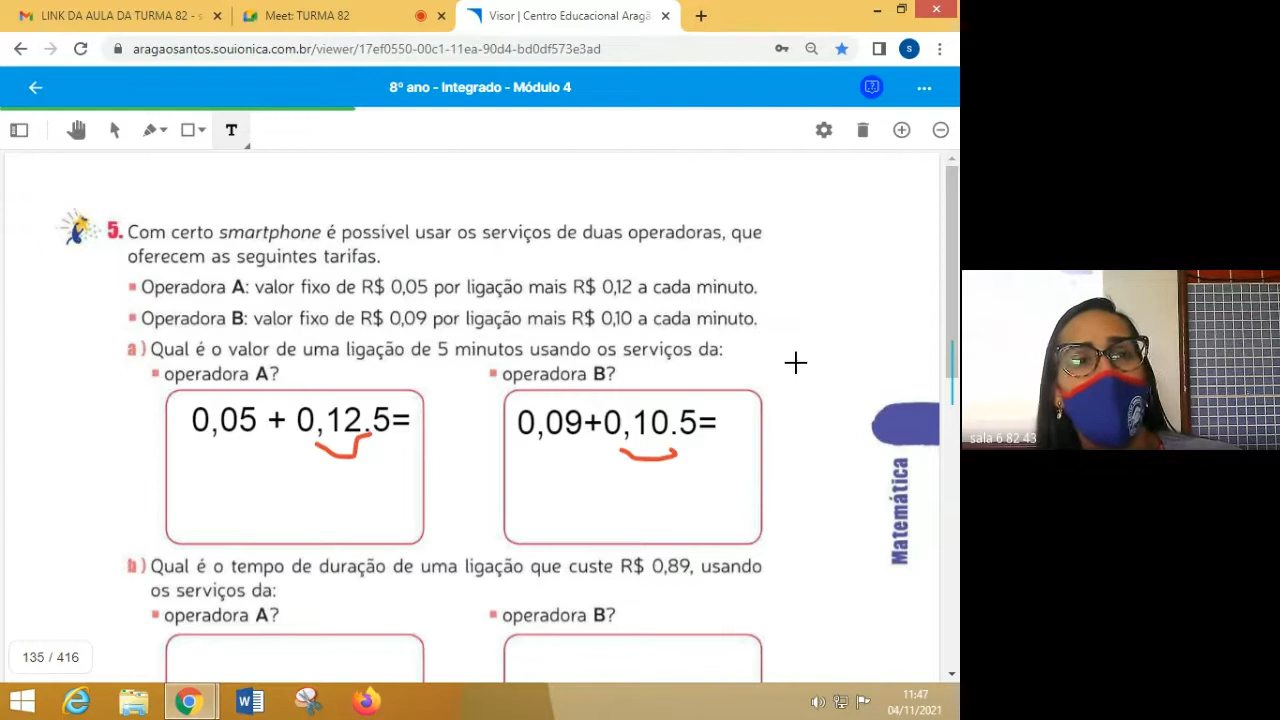 LINK DA AULA DA TURMA 82 - s
Meet: TURMA 82
Visor | Centro Educacional Aragã
aragaosantos.souionica.com.br/viewer/17ef0550-00c1-11ea-90d4-bd0df573e3ad
S
8º ano - Integrado - Módulo 4
T
5. Com certo smartphone é possível usar os serviços de duas operadoras, que
oferecem as seguintes tarifas.
Operadora A: valor fixo de R$ 0,05 por ligação mais R$ 0,12 a cada minuto.
Operadora B: valor fixo de R$ 0,09 por ligação mais R$ 0,10 a cada minuto.
a) Qual é o valor de uma ligação de 5 minutos usando os serviços da:
operadora A?
operadora B?
0,05 + 0,12.5=
0,09+0,10.5=
b) Qual é o tempo de duração de uma ligação que custe R$ 0,89, usando
os serviços da:
operadora A?
operadora B?
Matemática
sala 6 82 43
135 / 416
11:47
04/11/2021